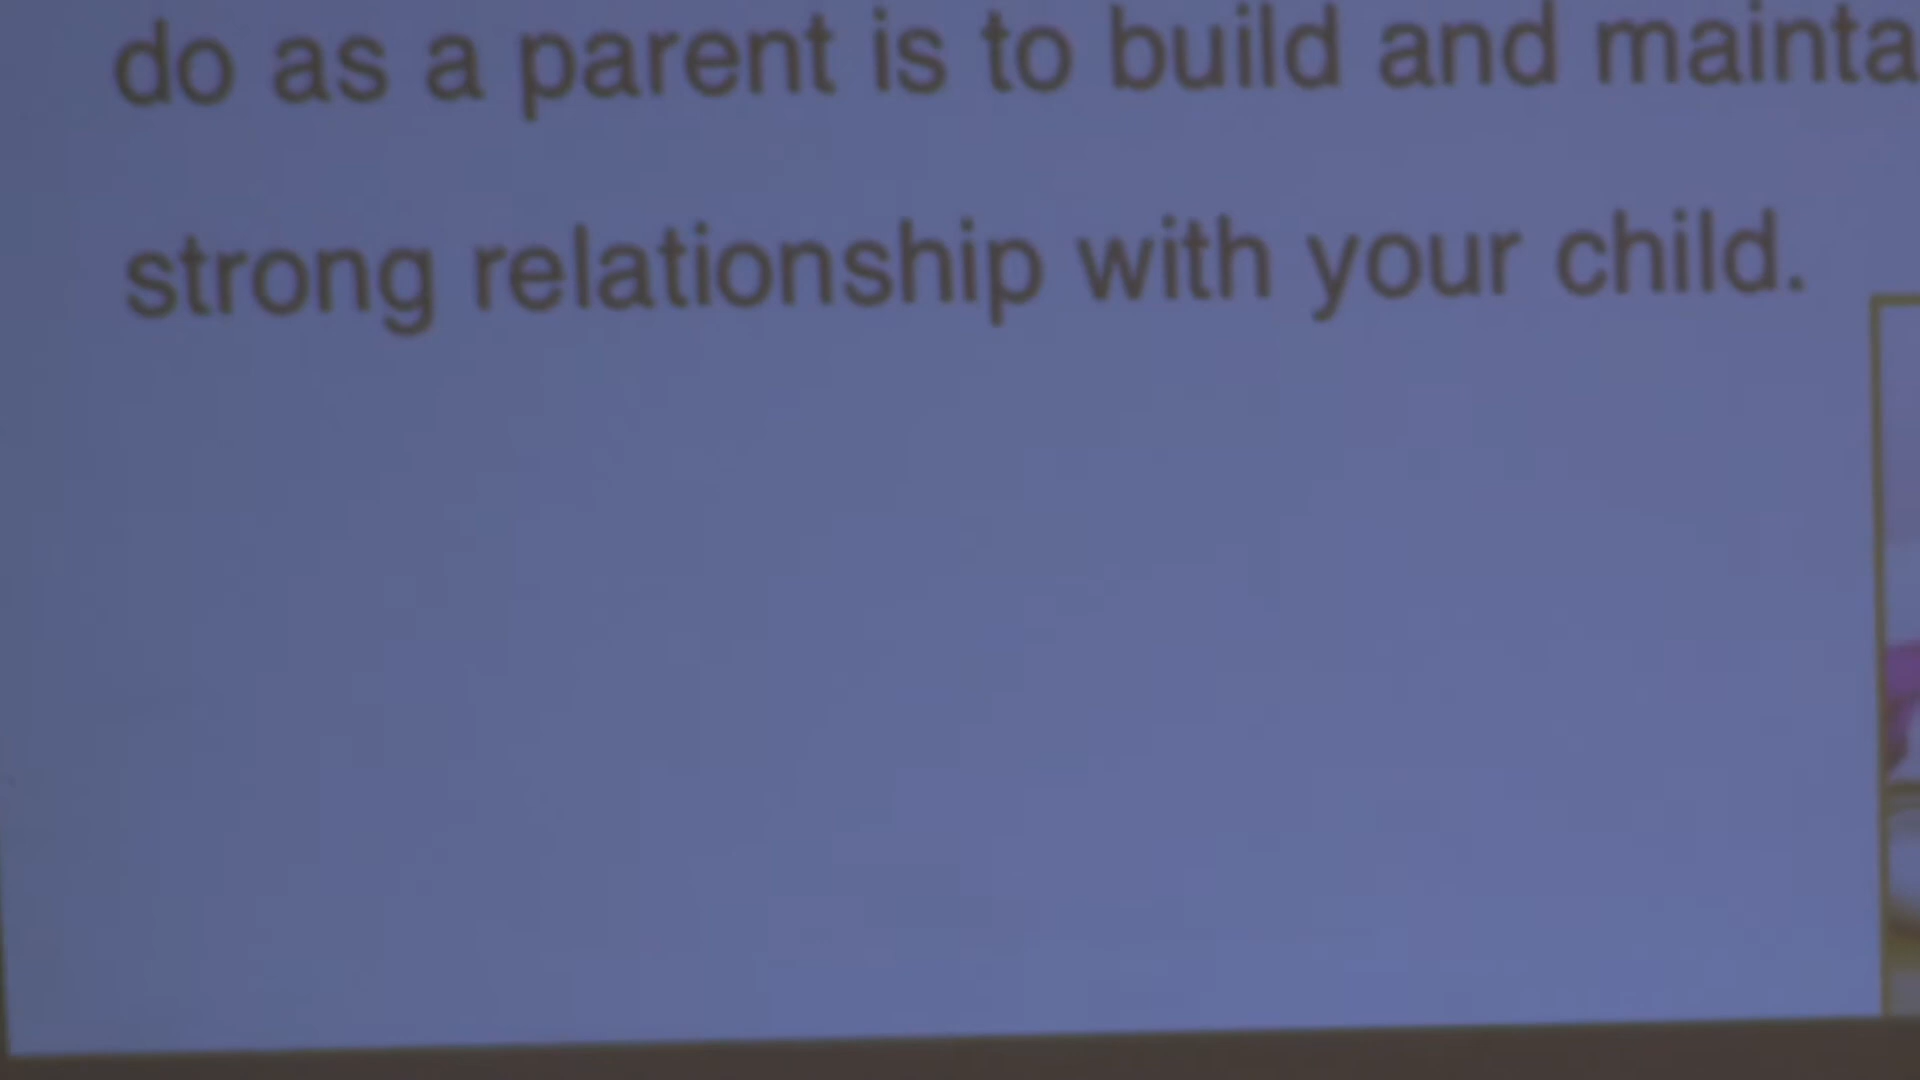 do as a parent is to build and mainta
strong relationship with your child.